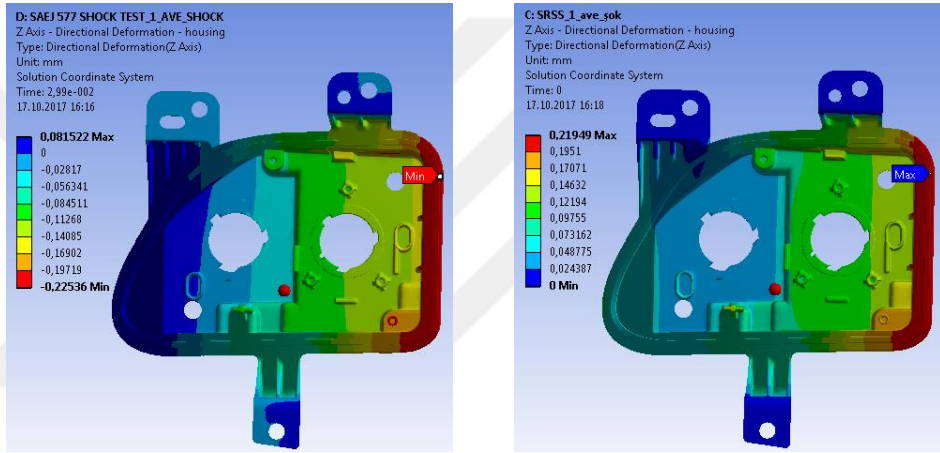 D: SAEJ 577 SHOCK TEST_1_AVE_SHOCK
Z Axis - Directional Deformation - housing
Type: Directional Deformation(Z Axis)
Unit: mm
Solution Coordinate System
Time: 2,99e-002
17.10.2017 16:16
0,081522 Max
0
-0,02817
-0,056341
-0,084511
-0,11268
-0,14085
-0,16902
-0,19719
-0,22536 Min
Min
C: SRSS_1_ave_şok
Z Axis - Directional Deformation - housing
Type: Directional Deformation(Z Axis)
Unit: mm
Solution Coordinate System
Time: 0
17.10.2017 16:18
0,21949 Max
0,1951
0,17071
0,14632
0,12194
0,09755
0,073162
0,048775
0,024387
0 Min
Max